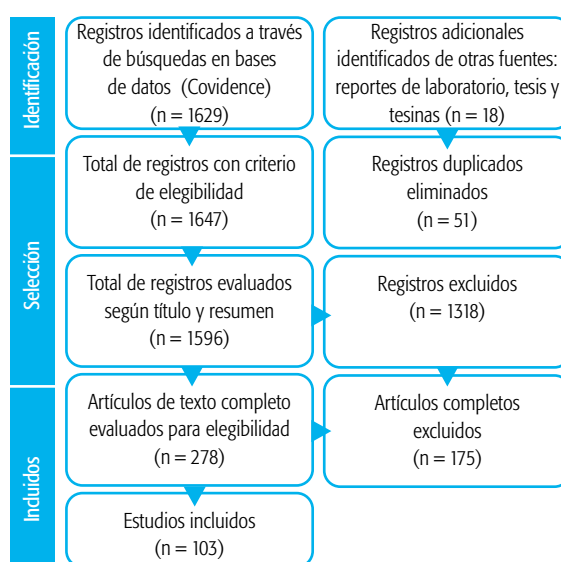 Identificación
Registros identificados a través
de búsquedas en bases
de datos (Covidence)
(n = 1629)
Registros adicionales
identificados de otras fuentes:
reportes de laboratorio, tesis y
tesinas (n = 18)
Selección
Total de registros con criterio
de elegibilidad
(n = 1647)
Registros duplicados
eliminados
(n = 51)
Total de registros evaluados
según título y resumen
(n = 1596)
Registros excluidos
(n = 1318)
Incluidos
Artículos de texto completo
evaluados para elegibilidad
(n = 278)
Artículos completos
excluidos
(n = 175)
Estudios incluidos
(n = 103)